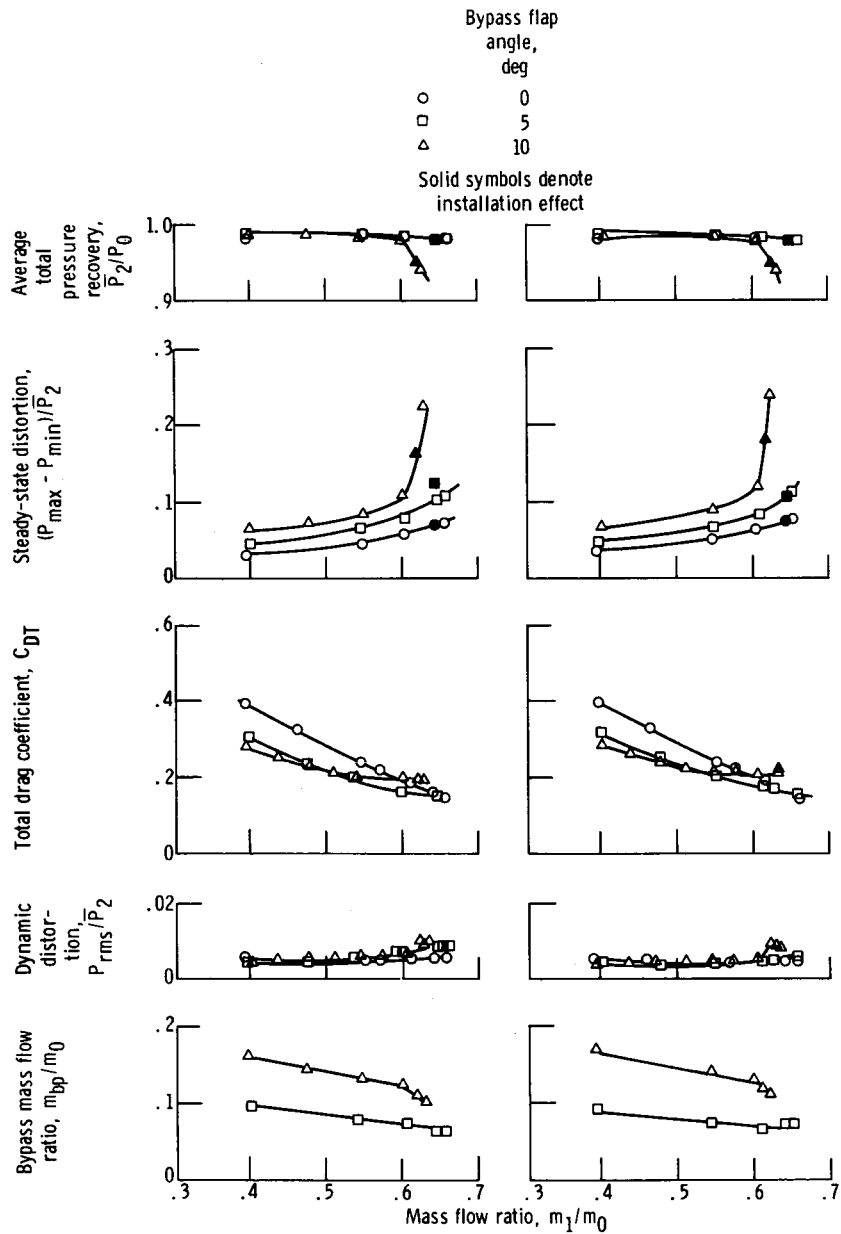 Bypass flap
angle,
deg
0
5
10
Solid symbols denote
installation effect
Average
total
pressure
recovery,
P̅2/P0
1.0
.9
Steady-state distortion,
(Pmax - Pmin)/P̅2
.3
.2
.1
0
Total drag coefficient, CDT
.6
.4
.2
0
Dynamic
distor-
tion,
Prms/P̅2
.02
0
Bypass mass flow
ratio, mbp/m0
.2
.1
0
.3 .4 .5 .6 .7 .3 .4 .5 .6 .7
Mass flow ratio, m1/m0